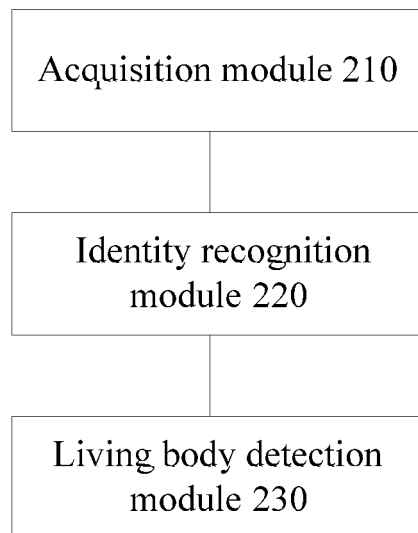 Acquisition module 210
Identity recognition
module 220
Living body detection
module 230